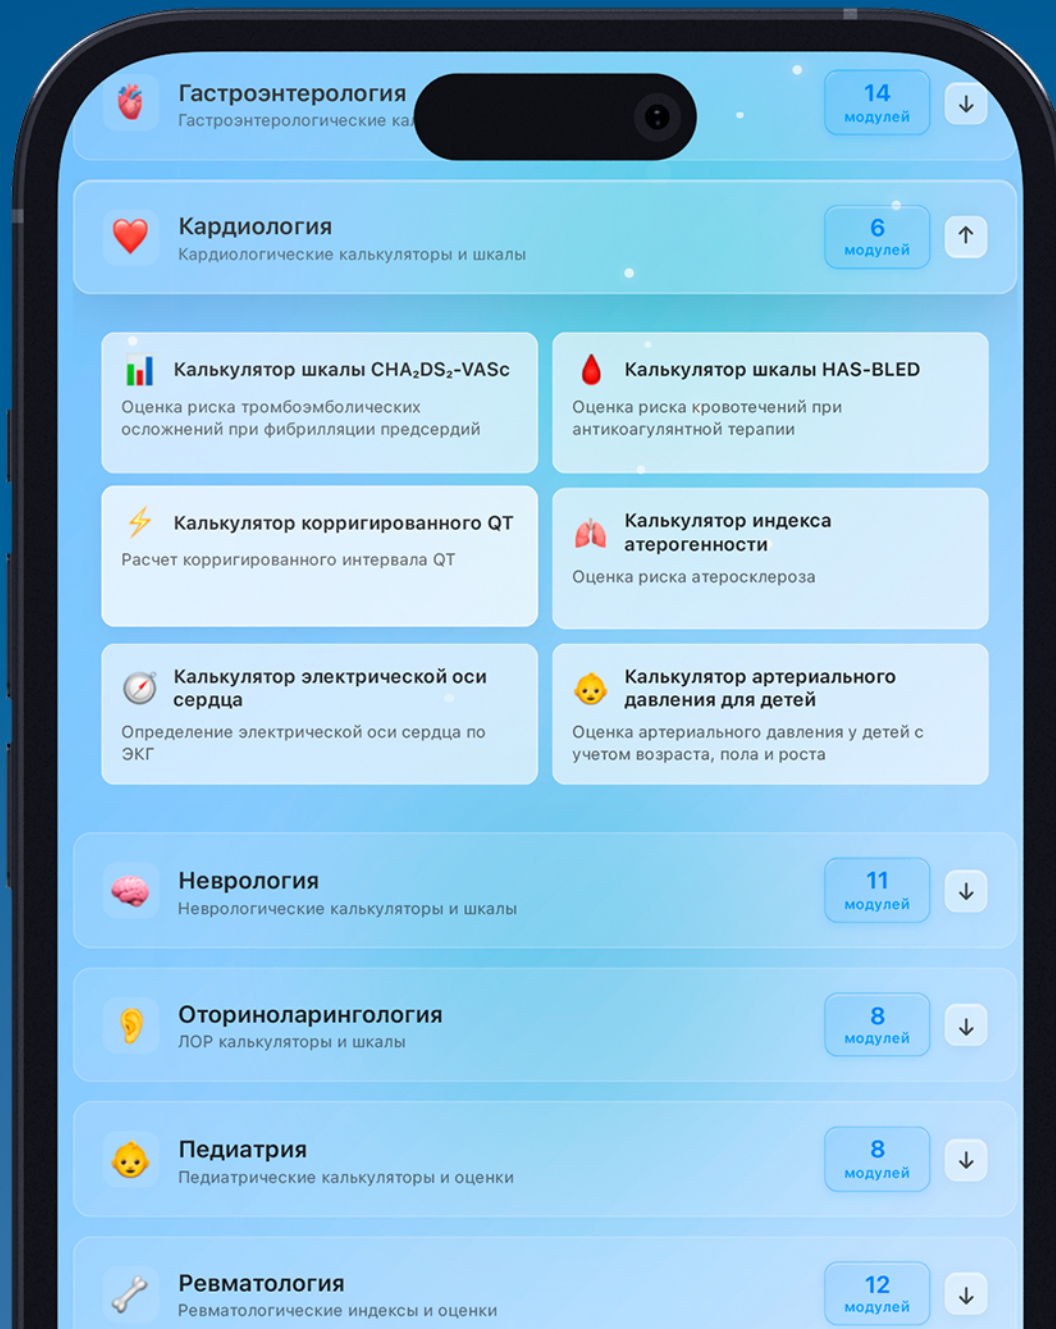 Гастроэнтерология
Гастроэнтерологические
14
модулей
Кардиология
Кардиологические калькуляторы и шкалы
6
модулей
Калькулятор шкалы CHA₂DS₂-VASc
Оценка риска тромбоэмболических
осложнений при фибрилляции предсердий
Калькулятор шкалы HAS-BLED
Оценка риска кровотечений при
антикоагулянтной терапии
Калькулятор корригированного QT
Расчет корригированного интервала QT
Калькулятор индекса
атерогенности
Оценка риска атеросклероза
Калькулятор электрической оси
сердца
Определение электрической оси сердца по
ЭКГ
Калькулятор артериального
давления для детей
Оценка артериального давления у детей с
учетом возраста, пола и роста
Неврология
Неврологические калькуляторы и шкалы
11
модулей
Оториноларингология
ЛОР калькуляторы и шкалы
8
модулей
Педиатрия
Педиатрические калькуляторы и оценки
8
модулей
Ревматология
Ревматологические индексы и оценки
12
модулей